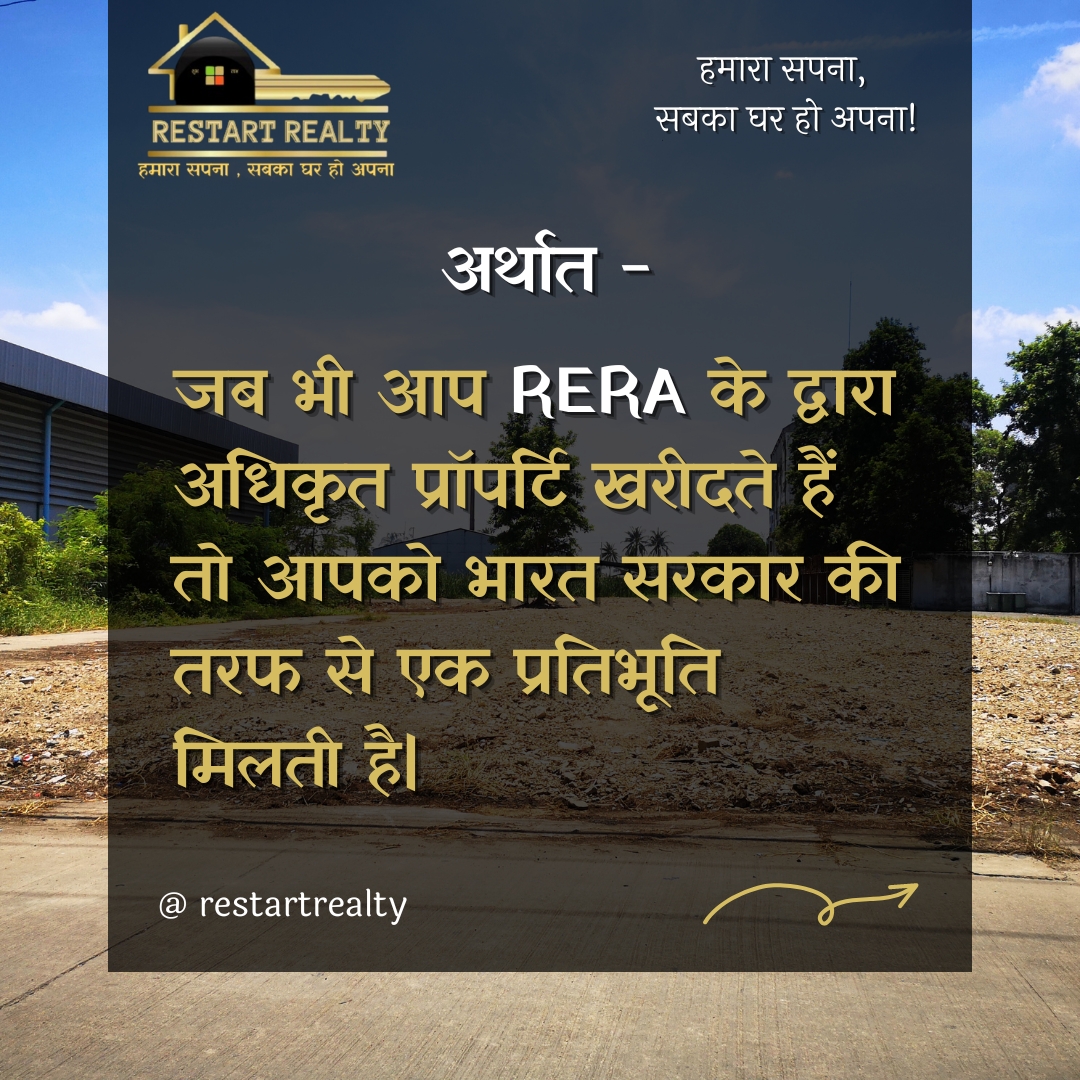 RESTART REALTY
हमारा सपना , सबका घर हो अपना
हमारा सपना,
सबका घर हो अपना!
अर्थात -
जब भी आप RERA के द्वारा
अधिकृत प्रॉपर्टि खरीदते हैं
तो आपको भारत सरकार की
तरफ से एक प्रतिभूति
मिलती है।
@ restartrealty